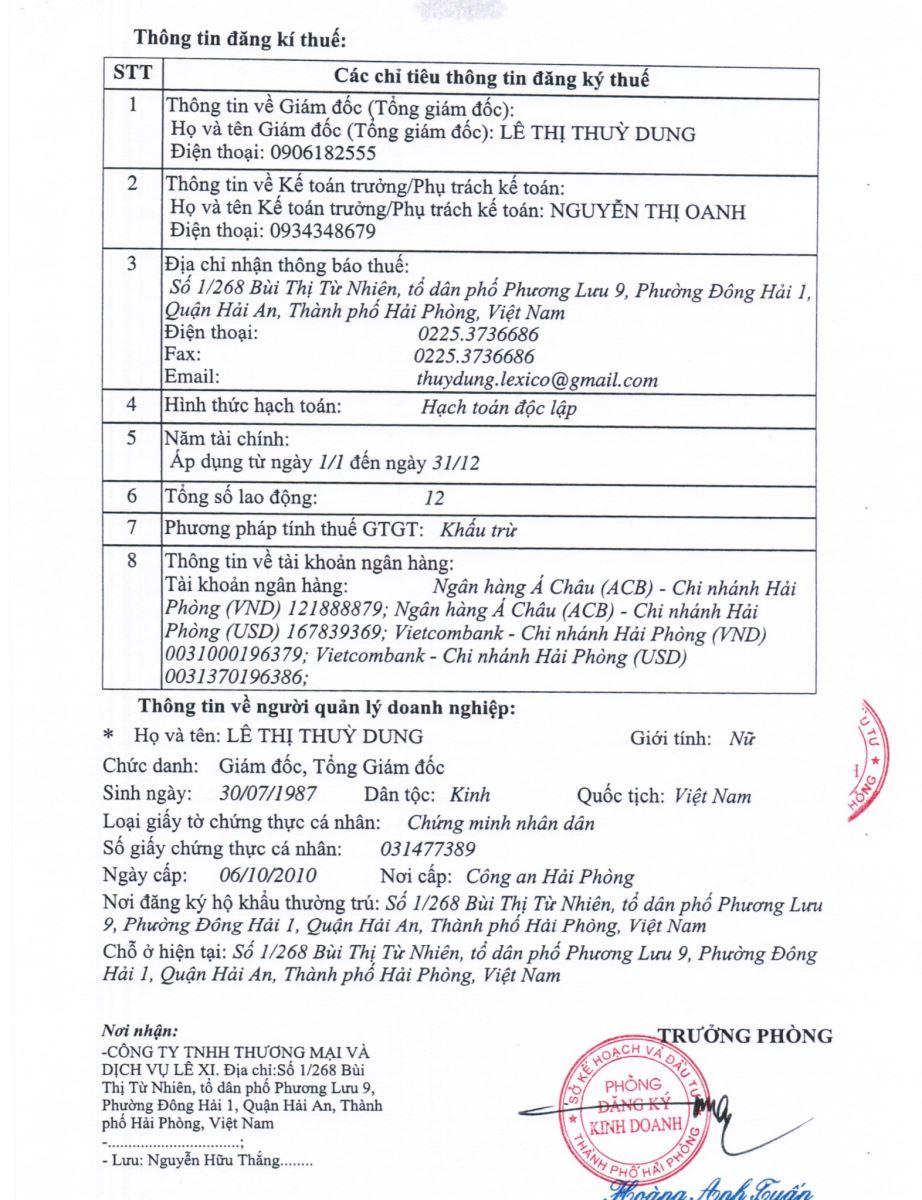 Thông tin đăng kí thuế:
STT Các chỉ tiêu thông tin đăng ký thuế
1 Thông tin về Giám đốc (Tổng giám đốc):
Họ và tên Giám đốc (Tổng giám đốc): LÊ THỊ THUỲ DUNG
Điện thoại: 0906182555
2 Thông tin về Kế toán trưởng/Phụ trách kế toán:
Họ và tên Kế toán trưởng/Phụ trách kế toán: NGUYỄN THỊ OANH
Điện thoại: 0934348679
3 Địa chỉ nhận thông báo thuế:
Số 1/268 Bùi Thị Từ Nhiên, tổ dân phố Phương Lưu 9, Phường Đông Hải 1,
Quận Hải An, Thành phố Hải Phòng, Việt Nam
Điện thoại: 0225.3736686
Fax: 0225.3736686
Email: thuydung.lexico@gmail.com
4 Hình thức hạch toán: Hạch toán độc lập
5 Năm tài chính:
Áp dụng từ ngày 1/1 đến ngày 31/12
6 Tổng số lao động: 12
7 Phương pháp tính thuế GTGT: Khấu trừ
8 Thông tin về tài khoản ngân hàng:
Tài khoản ngân hàng: Ngân hàng Á Châu (ACB) - Chi nhánh Hải
Phòng (VND) 121888879; Ngân hàng Á Châu (ACB) - Chi nhánh Hải
Phòng (USD) 167839369; Vietcombank - Chi nhánh Hải Phòng (VND)
0031000196379; Vietcombank - Chi nhánh Hải Phòng (USD)
0031370196386;
Thông tin về người quản lý doanh nghiệp:
* Họ và tên: LÊ THỊ THUỲ DUNG Giới tính: Nữ
Chức danh: Giám đốc, Tổng Giám đốc
Sinh ngày: 30/07/1987 Dân tộc: Kinh Quốc tịch: Việt Nam
Loại giấy tờ chứng thực cá nhân: Chứng minh nhân dân
Số giấy chứng thực cá nhân: 031477389
Ngày cấp: 06/10/2010 Nơi cấp: Công an Hải Phòng
Nơi đăng ký hộ khẩu thường trú: Số 1/268 Bùi Thị Từ Nhiên, tổ dân phố Phương Lưu
9, Phường Đông Hải 1, Quận Hải An, Thành phố Hải Phòng, Việt Nam
Chỗ ở hiện tại: Số 1/268 Bùi Thị Từ Nhiên, tổ dân phố Phương Lưu 9, Phường Đông
Hải 1, Quận Hải An, Thành phố Hải Phòng, Việt Nam
Nơi nhận:
-CÔNG TY TNHH THƯƠNG MẠI VÀ
DỊCH VỤ LÊ XI. Địa chỉ:Số 1/268 Bùi
Thị Từ Nhiên, tổ dân phố Phương Lưu 9,
Phường Đông Hải 1, Quận Hải An, Thành
phố Hải Phòng, Việt Nam
-...............................;
- Lưu: Nguyễn Hữu Thắng........
TRƯỞNG PHÒNG
SỞ KẾ HOẠCH VÀ ĐẦU TƯ
PHÒNG
ĐĂNG KÝ
KINH DOANH
THÀNH PHỐ HẢI PHÒNG
Hoàng Anh Tuấn